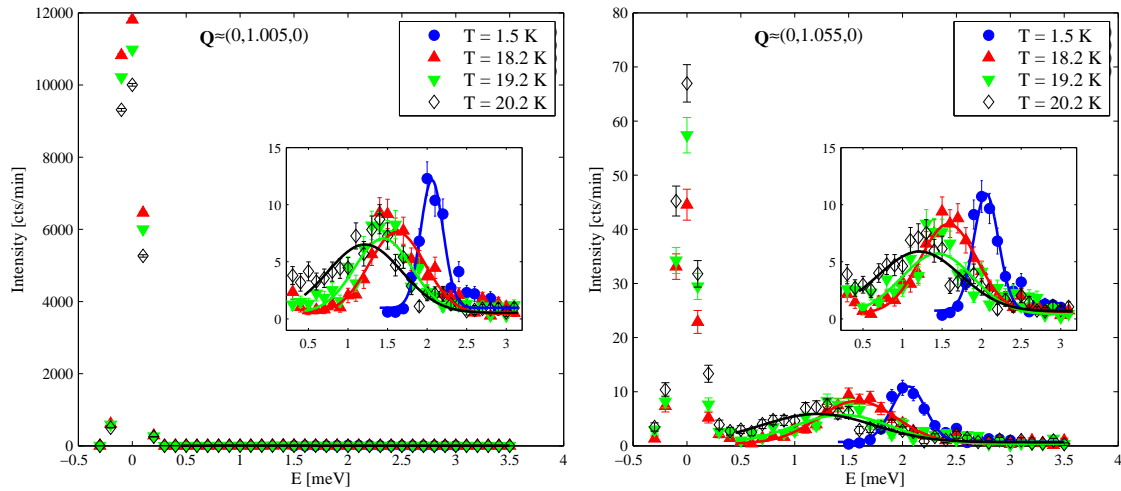 Q≈(0,1.005,0)
T = 1.5 K
T = 18.2 K
T = 19.2 K
T = 20.2 K
Intensity [cts/min]
12000
10000
8000
6000
4000
2000
0
−0.5 0 0.5 1 1.5 2 2.5 3 3.5 4
E [meV]
15
10
5
0
0.5 1 1.5 2 2.5 3
Q≈(0,1.055,0)
T = 1.5 K
T = 18.2 K
T = 19.2 K
T = 20.2 K
Intensity [cts/min]
80
70
60
50
40
30
20
10
0
−0.5 0 0.5 1 1.5 2 2.5 3 3.5 4
E [meV]
15
10
5
0
0.5 1 1.5 2 2.5 3